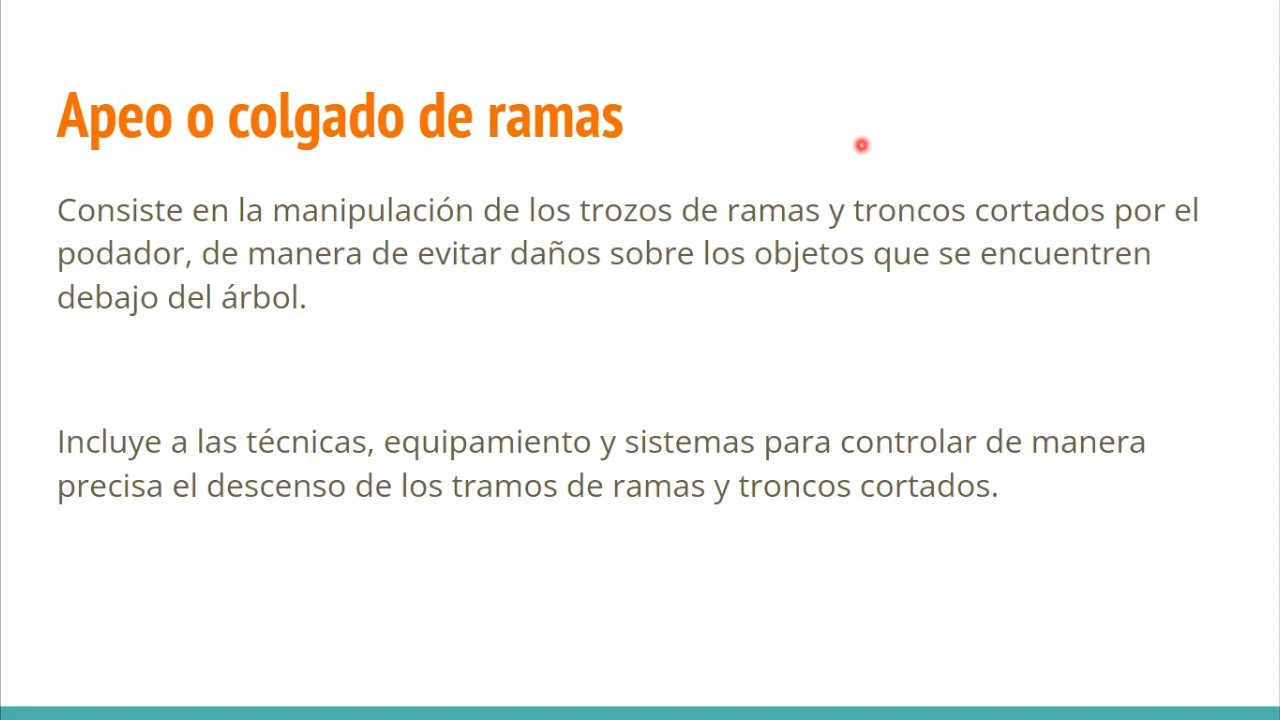 Apeo o colgado de ramas
Consiste en la manipulación de los trozos de ramas y troncos cortados por el
podador, de manera de evitar daños sobre los objetos que se encuentren
debajo del árbol.
Incluye a las técnicas, equipamiento y sistemas para controlar de manera
precisa el descenso de los tramos de ramas y troncos cortados.